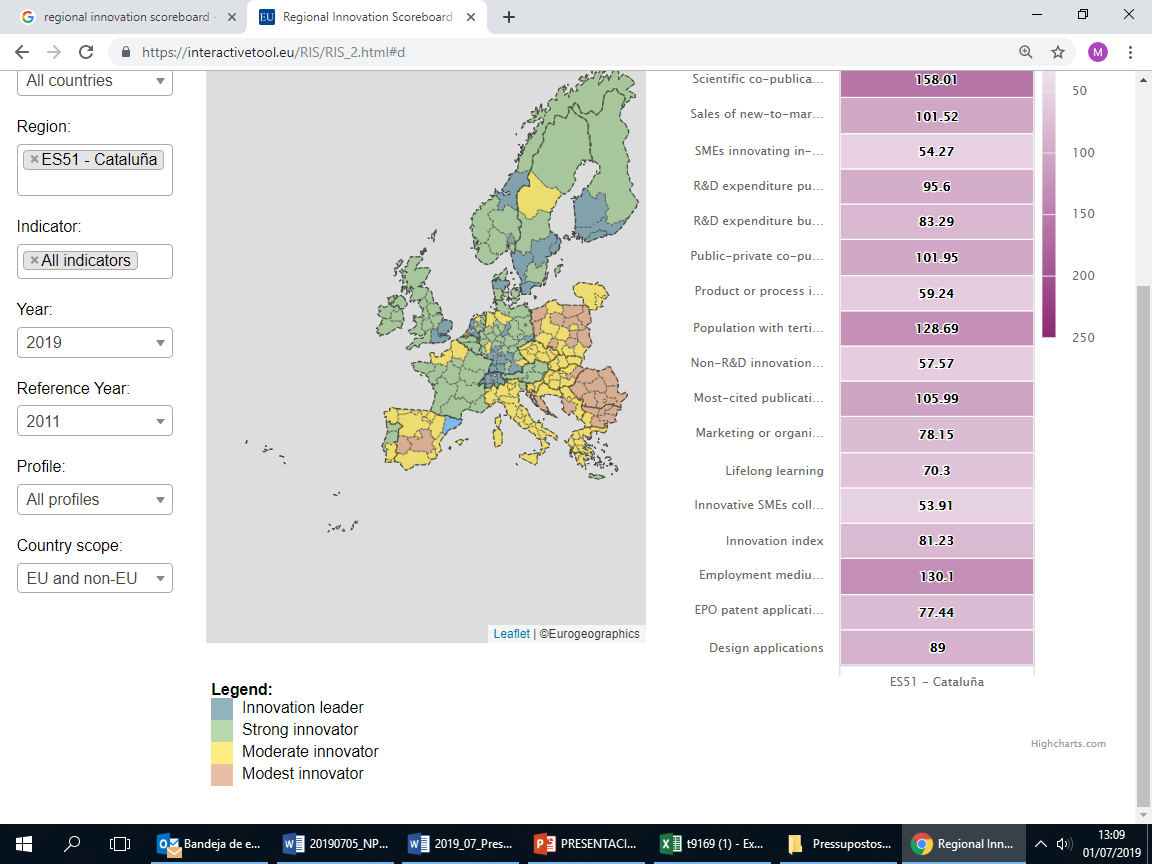 regional innovation scoreboard -
EU Regional Innovation Scoreboard
https://interactivetool.eu/RIS/RIS_2.html#d
M
All countries
Region:
×ES51 - Cataluña
Indicator:
×All indicators
Year:
2019
Reference Year:
2011
Profile:
All profiles
Country scope:
EU and non-EU
Leaflet | ©Eurogeographics
Legend:
Innovation leader
Strong innovator
Moderate innovator
Modest innovator
Scientific co-publica... 158.01
Sales of new-to-mar... 101.52
SMEs innovating in-... 54.27
R&D expenditure pu... 95.6
R&D expenditure bu... 83.29
Public-private co-pu... 101.95
Product or process i... 59.24
Population with terti... 128.69
Non-R&D innovation... 57.57
Most-cited publicati... 105.99
Marketing or organi... 78.15
Lifelong learning 70.3
Innovative SMEs coll... 53.91
Innovation index 81.23
Employment mediu... 130.1
EPO patent applicati... 77.44
Design applications 89
ES51 - Cataluña
50
100
150
200
250
Highcharts.com
Bandeja de e...
20190705_NP...
2019_07_Pres...
PRESENTACI...
t9169 (1) - Ex...
Pressupostos...
Regional Inn...
13:09
01/07/2019